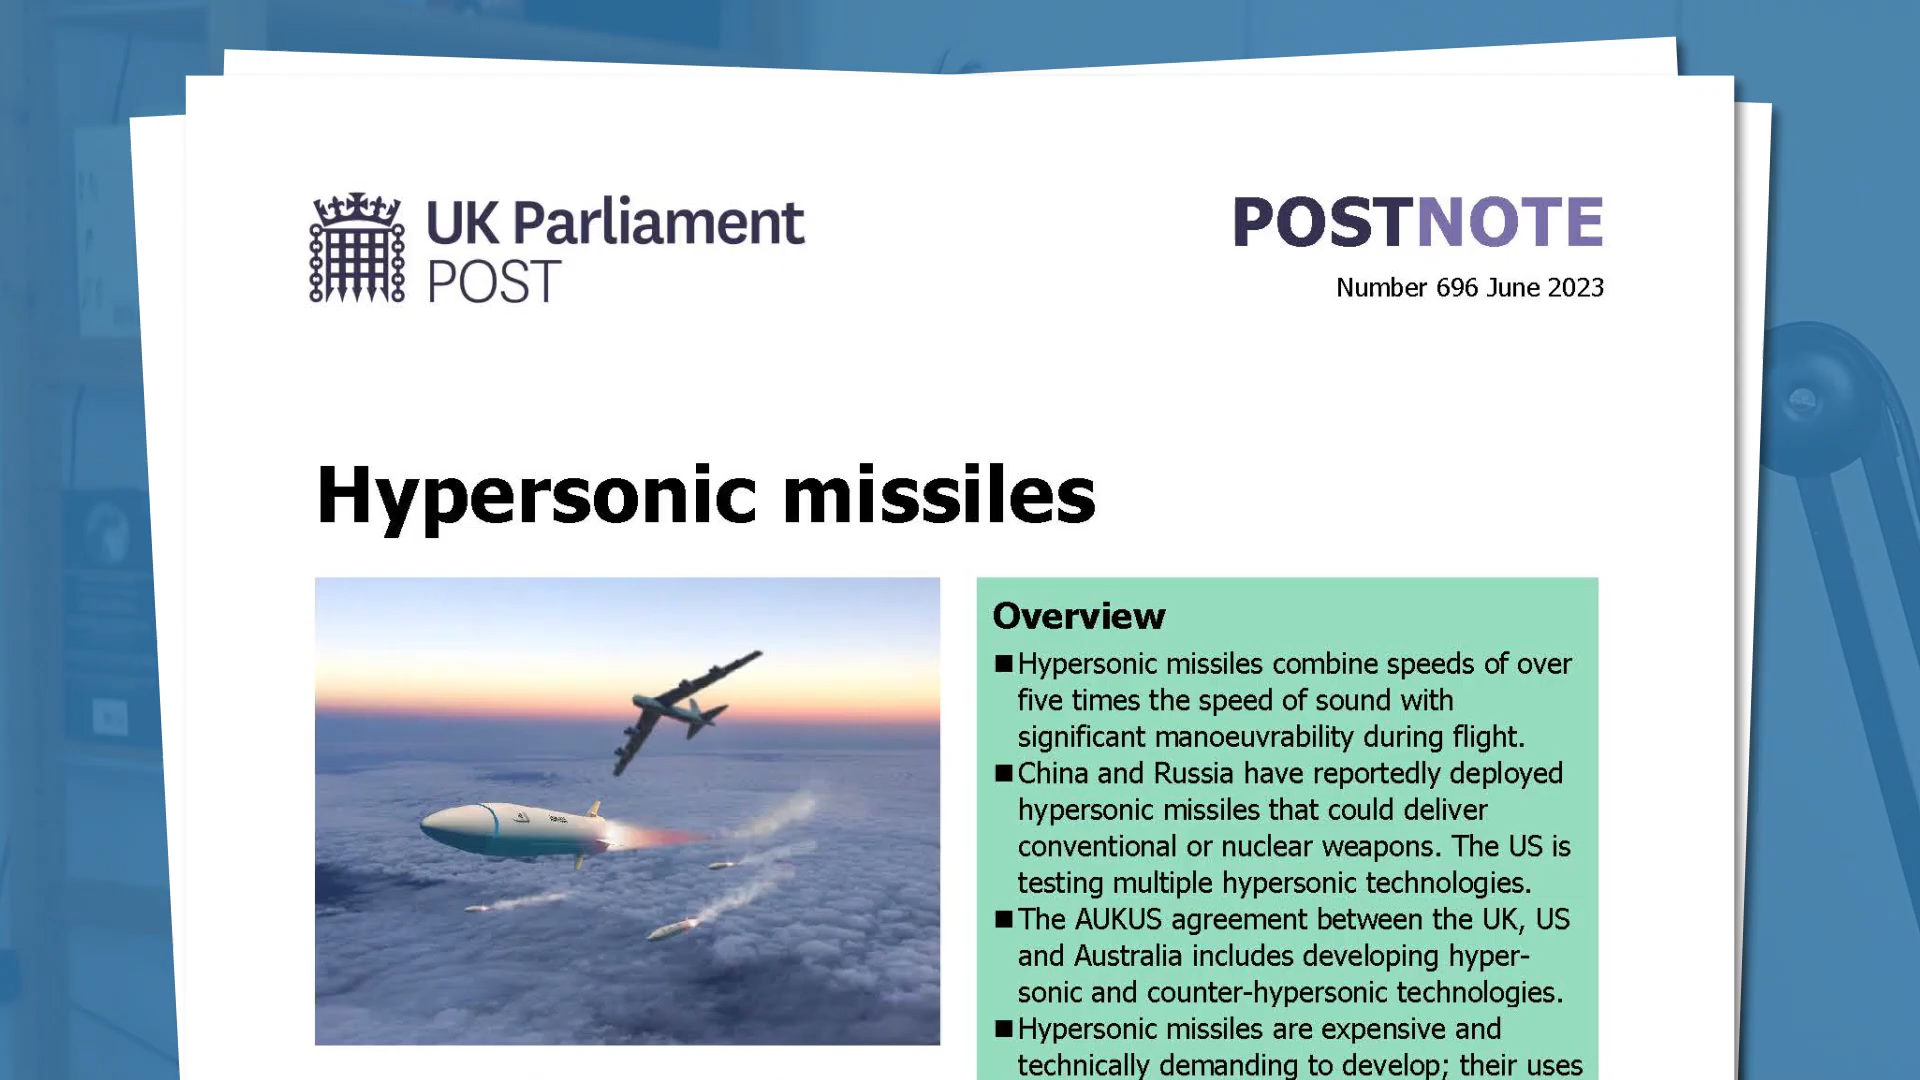 UK Parliament
POST
POSTNOTE
Number 696 June 2023
Hypersonic missiles
Overview
■Hypersonic missiles combine speeds of over
five times the speed of sound with
significant manoeuvrability during flight.
■China and Russia have reportedly deployed
hypersonic missiles that could deliver
conventional or nuclear weapons. The US is
testing multiple hypersonic technologies.
■The AUKUS agreement between the UK, US
and Australia includes developing hyper-
sonic and counter-hypersonic technologies.
■Hypersonic missiles are expensive and
technically demanding to develop; their uses